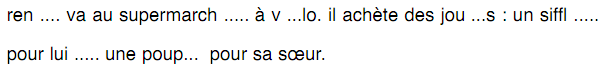 ren .... va au supermarch ..... à v ...lo. il achète des jou ...s : un siffl .....
pour lui ..... une poup... pour sa sœur.